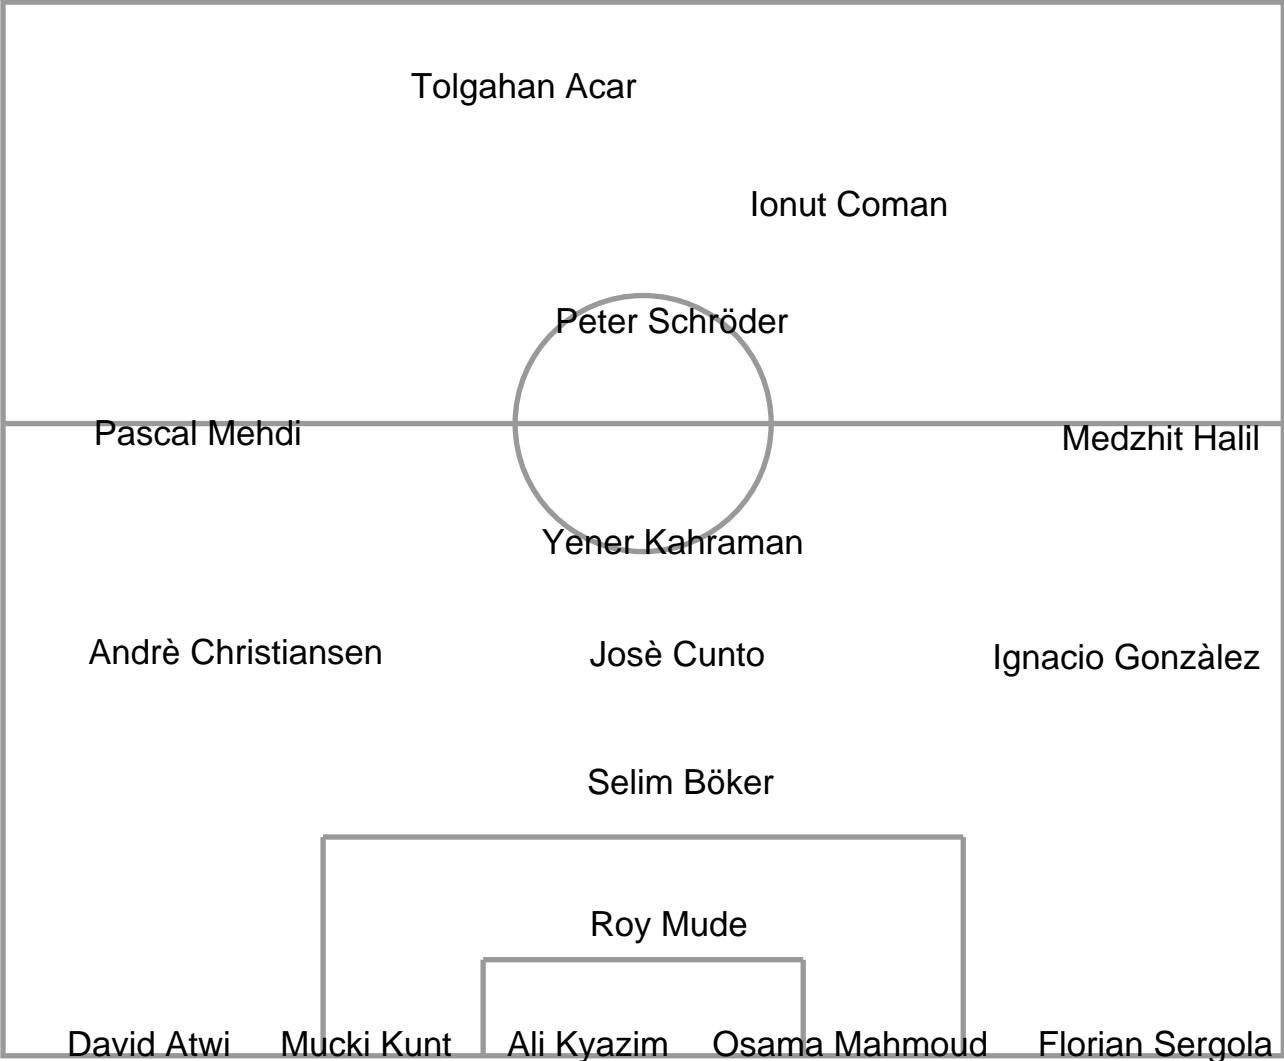 Tolgahan Acar
Ionut Coman
Peter Schröder
Pascal Mehdi
Medzhit Halil
Yener Kahraman
Andrè Christiansen
Josè Cunto
Ignacio Gonzàlez
Selim Böker
Roy Mude
David Atwi Mucki Kunt Ali Kyazim Osama Mahmoud Florian Sergola